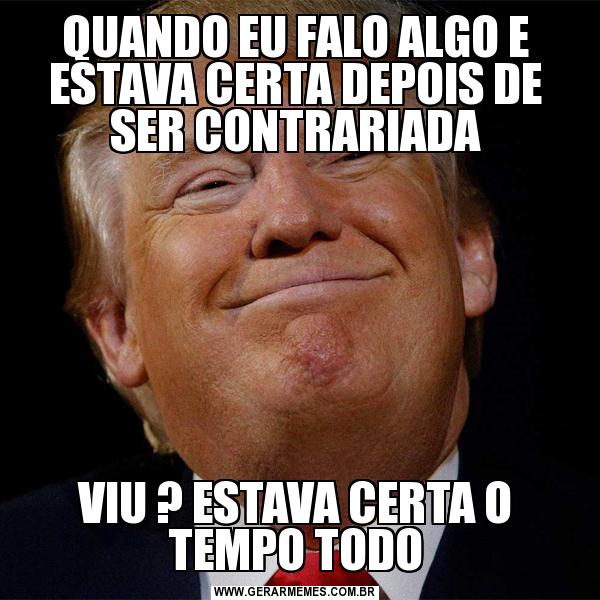 QUANDO EU FALO ALGO E
ESTAVA CERTA DEPOIS DE
SER CONTRARIADA
VIU ? ESTAVA CERTA O
TEMPO TODO
WWW.GERARMEMES.COM.BR